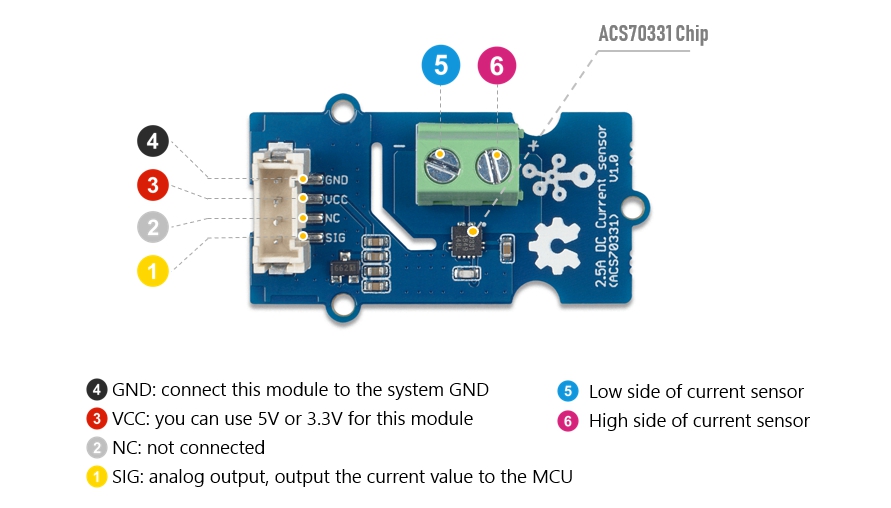 ACS70331 Chip
5
6
4
3
2
1
GND
VCC
NC
SIG
-
+
662K
2.5A DC Current sensor
(ACS70331) V1.0
4 GND: connect this module to the system GND
3 VCC: you can use 5V or 3.3V for this module
2 NC: not connected
1 SIG: analog output, output the current value to the MCU
5 Low side of current sensor
6 High side of current sensor